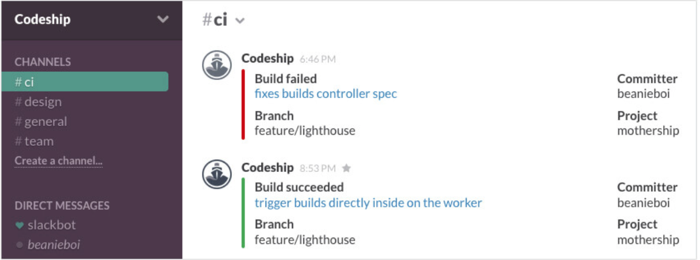 Codeship
CHANNELS
# ci
# design
# general
# team
Create a channel...
DIRECT MESSAGES
slackbot
beanieboi
#ci
Codeship 6:46 PM
Build failed
fixes builds controller spec
Committer
beanieboi
Branch
feature/lighthouse
Project
mothership
Codeship 8:53 PM
Build succeeded
trigger builds directly inside on the worker
Committer
beanieboi
Branch
feature/lighthouse
Project
mothership